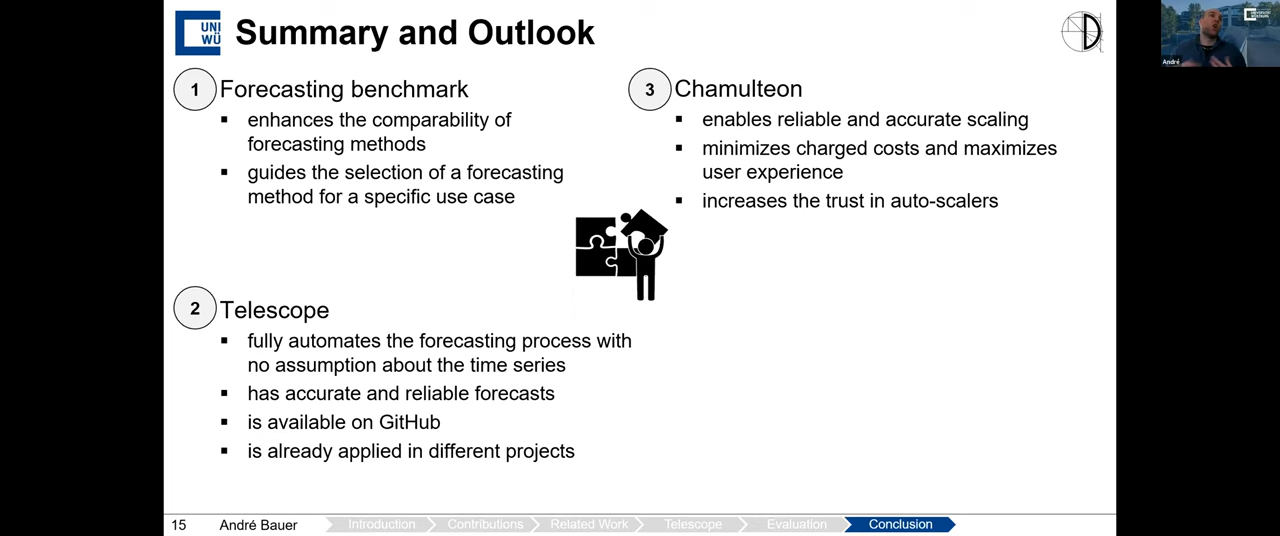 UNI
WÜ
Summary and Outlook
1
Forecasting benchmark
▪ enhances the comparability of
forecasting methods
▪ guides the selection of a forecasting
method for a specific use case
2
Telescope
▪ fully automates the forecasting process with
no assumption about the time series
▪ has accurate and reliable forecasts
▪ is available on GitHub
▪ is already applied in different projects
3
Chamulteon
▪ enables reliable and accurate scaling
▪ minimizes charged costs and maximizes
user experience
▪ increases the trust in auto-scalers
15 André Bauer Introduction Contributions Related Work Telescope Evaluation Conclusion
André